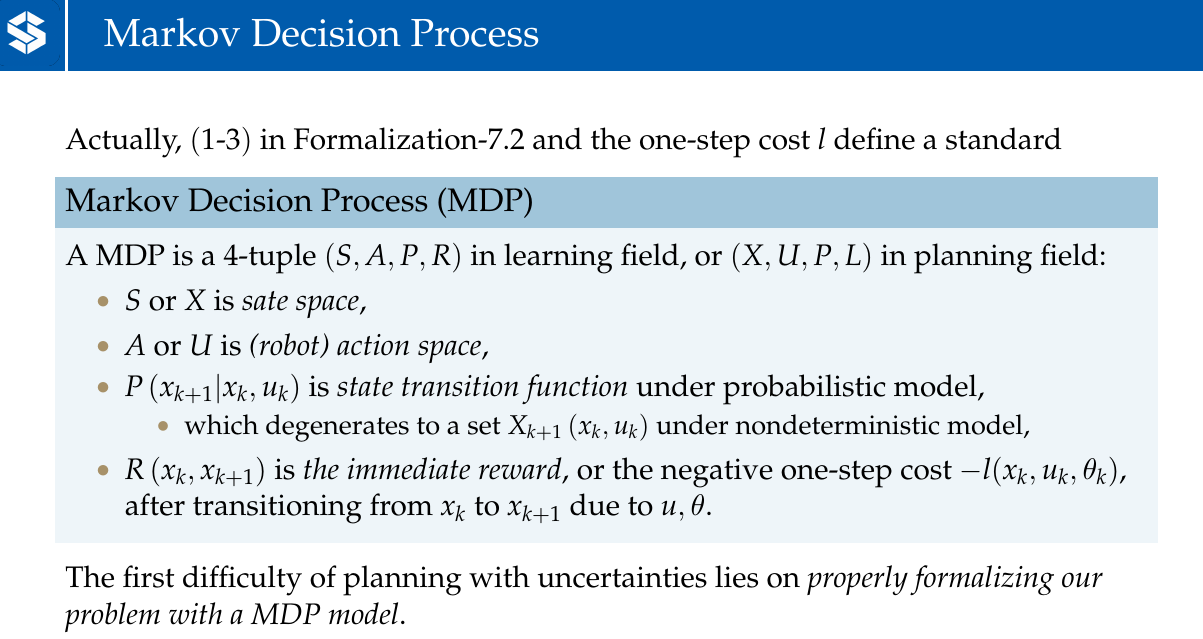 Markov Decision Process
Actually, (1-3) in Formalization-7.2 and the one-step cost l define a standard
Markov Decision Process (MDP)
A MDP is a 4-tuple (S, A, P, R) in learning field, or (X, U, P, L) in planning field:
• S or X is sate space,
• A or U is (robot) action space,
• P (x_{k+1}|x_k, u_k) is state transition function under probabilistic model,
• which degenerates to a set X_{k+1} (x_k, u_k) under nondeterministic model,
• R (x_k, x_{k+1}) is the immediate reward, or the negative one-step cost −l(x_k, u_k, θ_k),
after transitioning from x_k to x_{k+1} due to u, θ.
The first difficulty of planning with uncertainties lies on properly formalizing our
problem with a MDP model.